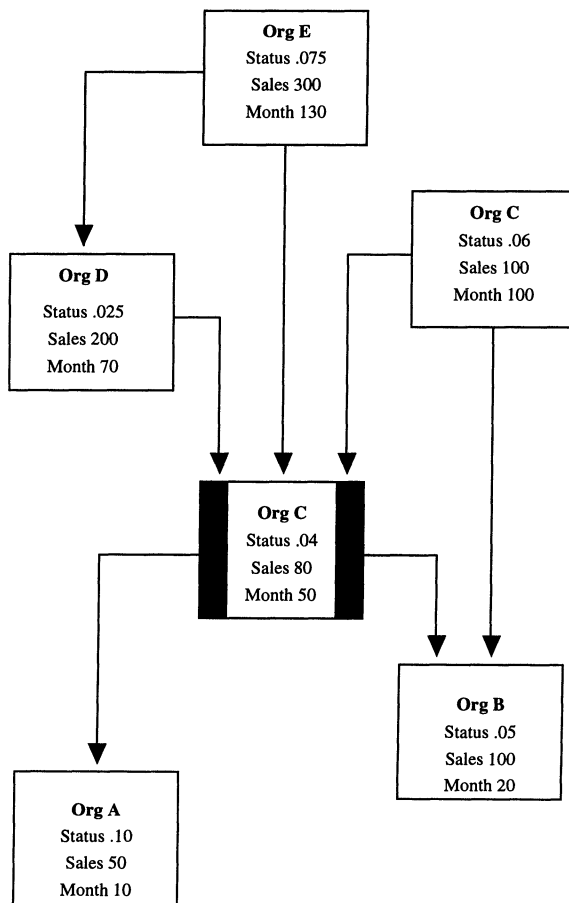 Org E
Status .075
Sales 300
Month 130
Org C
Status .06
Sales 100
Month 100
Org D
Status .025
Sales 200
Month 70
Org C
Status .04
Sales 80
Month 50
Org B
Status .05
Sales 100
Month 20
Org A
Status .10
Sales 50
Month 10